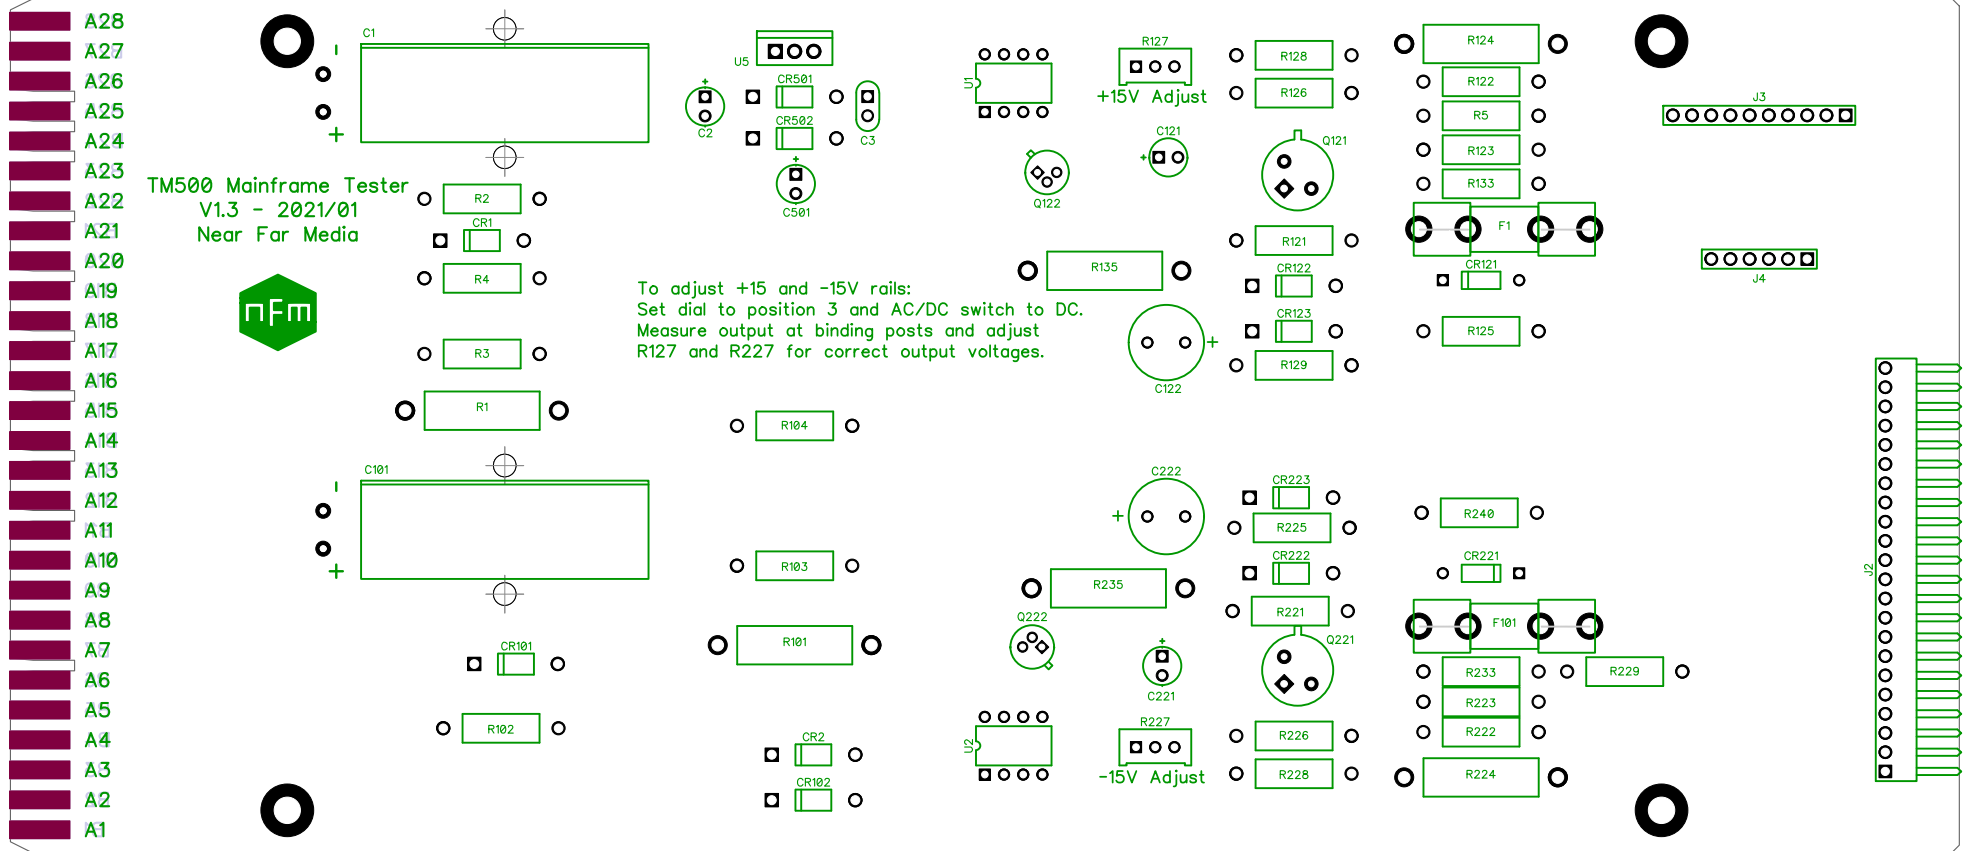 A28
A27
A26
A25
A24
A23
A22
A21
A20
A19
A18
A17
A16
A15
A14
A13
A12
A11
A10
A9
A8
A7
A6
A5
A4
A3
A2
A1
TM500 Mainframe Tester
V1.3 - 2021/01
Near Far Media
nFm
C1
-
+
R2
CR1
R4
R3
R1
C101
-
+
CR101
R102
U5
CR501
+
C2
CR502
C3
+
C501
To adjust +15 and -15V rails:
Set dial to position 3 and AC/DC switch to DC.
Measure output at binding posts and adjust
R127 and R227 for correct output voltages.
R104
R103
R101
CR2
CR102
U1
R127
+15V Adjust
Q122
C121
+
R135
C122
+
R128
R126
Q121
R121
CR122
CR123
R129
C222
+
R235
Q222
+
C221
U2
R227
-15V Adjust
CR223
R225
CR222
R221
Q221
R226
R228
R124
R122
R5
R123
R133
F1
CR121
R125
R240
CR221
F101
R233
R229
R223
R222
R224
J3
J4
J2